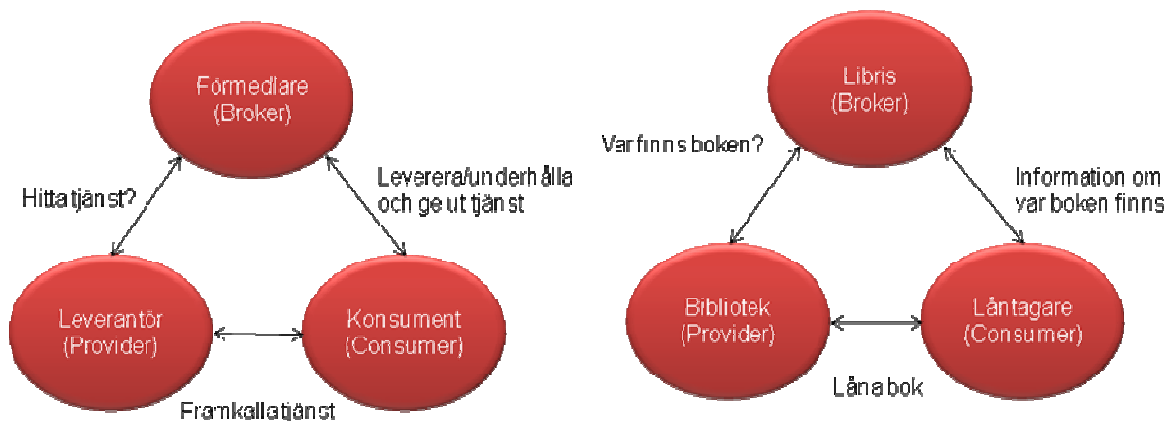 Förmedlare
(Broker)
Hitta tjänst?
Leverera/underhålla
och ge ut tjänst
Leverantör
(Provider)
Konsument
(Consumer)
Framkalla tjänst
Libris
(Broker)
Var finns boken?
Information om
var boken finns
Bibliotek
(Provider)
Låntagare
(Consumer)
Låna bok